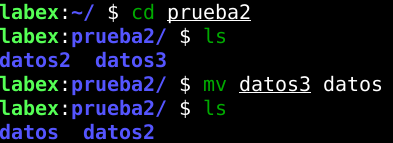 labex:~/ $ cd prueba2
labex:prueba2/ $ ls
datos2  datos3
labex:prueba2/ $ mv datos3 datos
labex:prueba2/ $ ls
datos  datos2